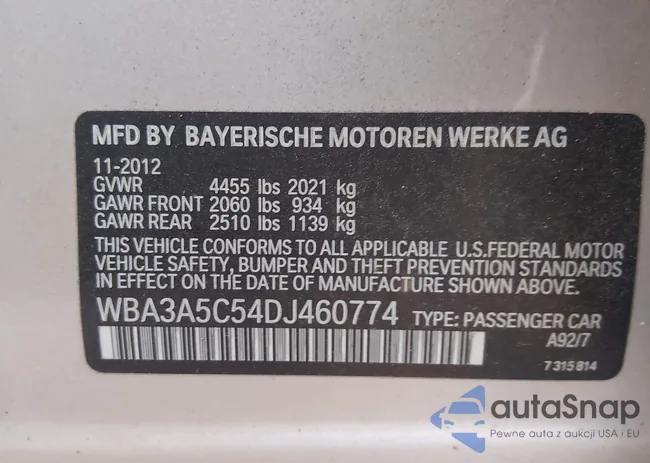 MFD BY BAYERISCHE MOTOREN WERKE AG
11-2012
GVWR 4455 lbs 2021 kg
GAWR FRONT 2060 lbs 934 kg
GAWR REAR 2510 lbs 1139 kg
THIS VEHICLE CONFORMS TO ALL APPLICABLE U.S.FEDERAL MOTOR
VEHICLE SAFETY, BUMPER AND THEFT PREVENTION STANDARDS
IN EFFECT ON THE DATE OF MANUFACTURE SHOWN ABOVE.
WBA3A5C54DJ460774 TYPE: PASSENGER CAR
A92/7
7 315 814
autoSnap
Pewne auta z aukcji USA i EU